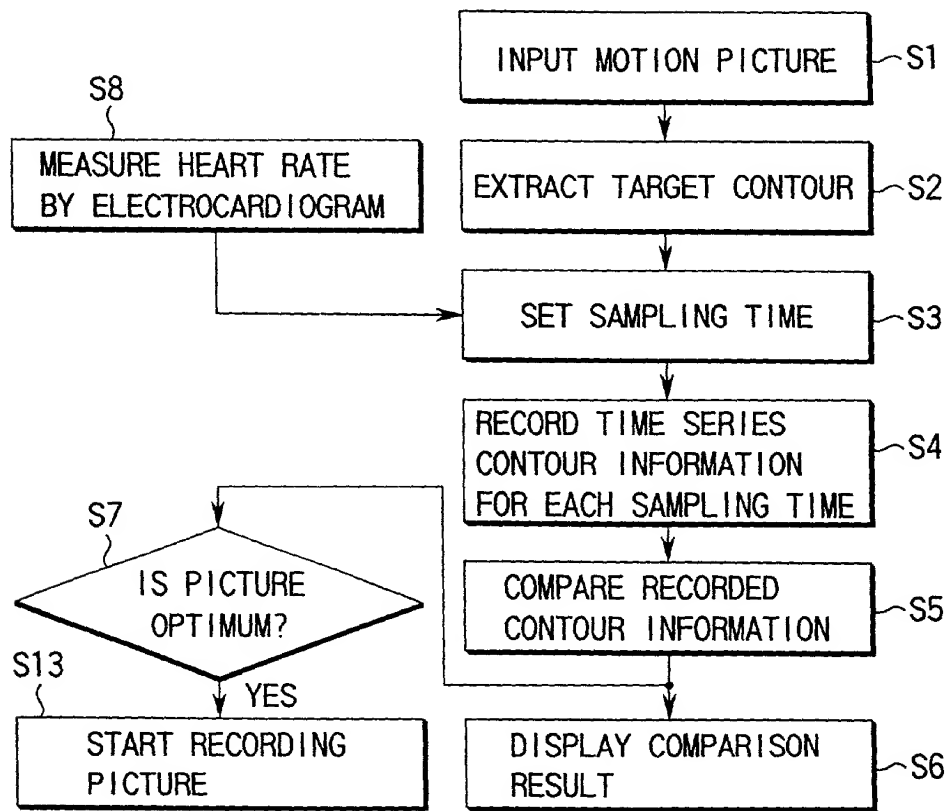 INPUT MOTION PICTURE
S1
S8
MEASURE HEART RATE
BY ELECTROCARDIOGRAM
EXTRACT TARGET CONTOUR
S2
SET SAMPLING TIME
S3
RECORD TIME SERIES
CONTOUR INFORMATION
FOR EACH SAMPLING TIME
S4
S7
IS PICTURE
OPTIMUM?
COMPARE RECORDED
CONTOUR INFORMATION
S5
S13
YES
START RECORDING
PICTURE
DISPLAY COMPARISON
RESULT
S6